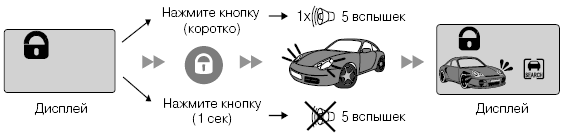 Нажмите кнопку
(коротко)
1x 5 вспышек
SEARCH
Дисплей
Нажмите кнопку
(1 сек)
5 вспышек
Дисплей